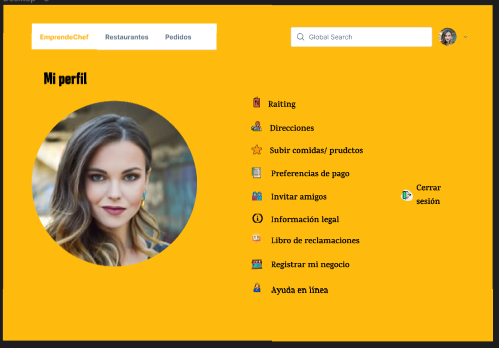 EmprendeChef Restaurantes Pedidos Global Search
Mi perfil
Raiting
Direcciones
Subir comidas/ prudctos
Preferencias de pago
Invitar amigos
Cerrar
sesión
Información legal
Libro de reclamaciones
Registrar mi negocio
Ayuda en línea